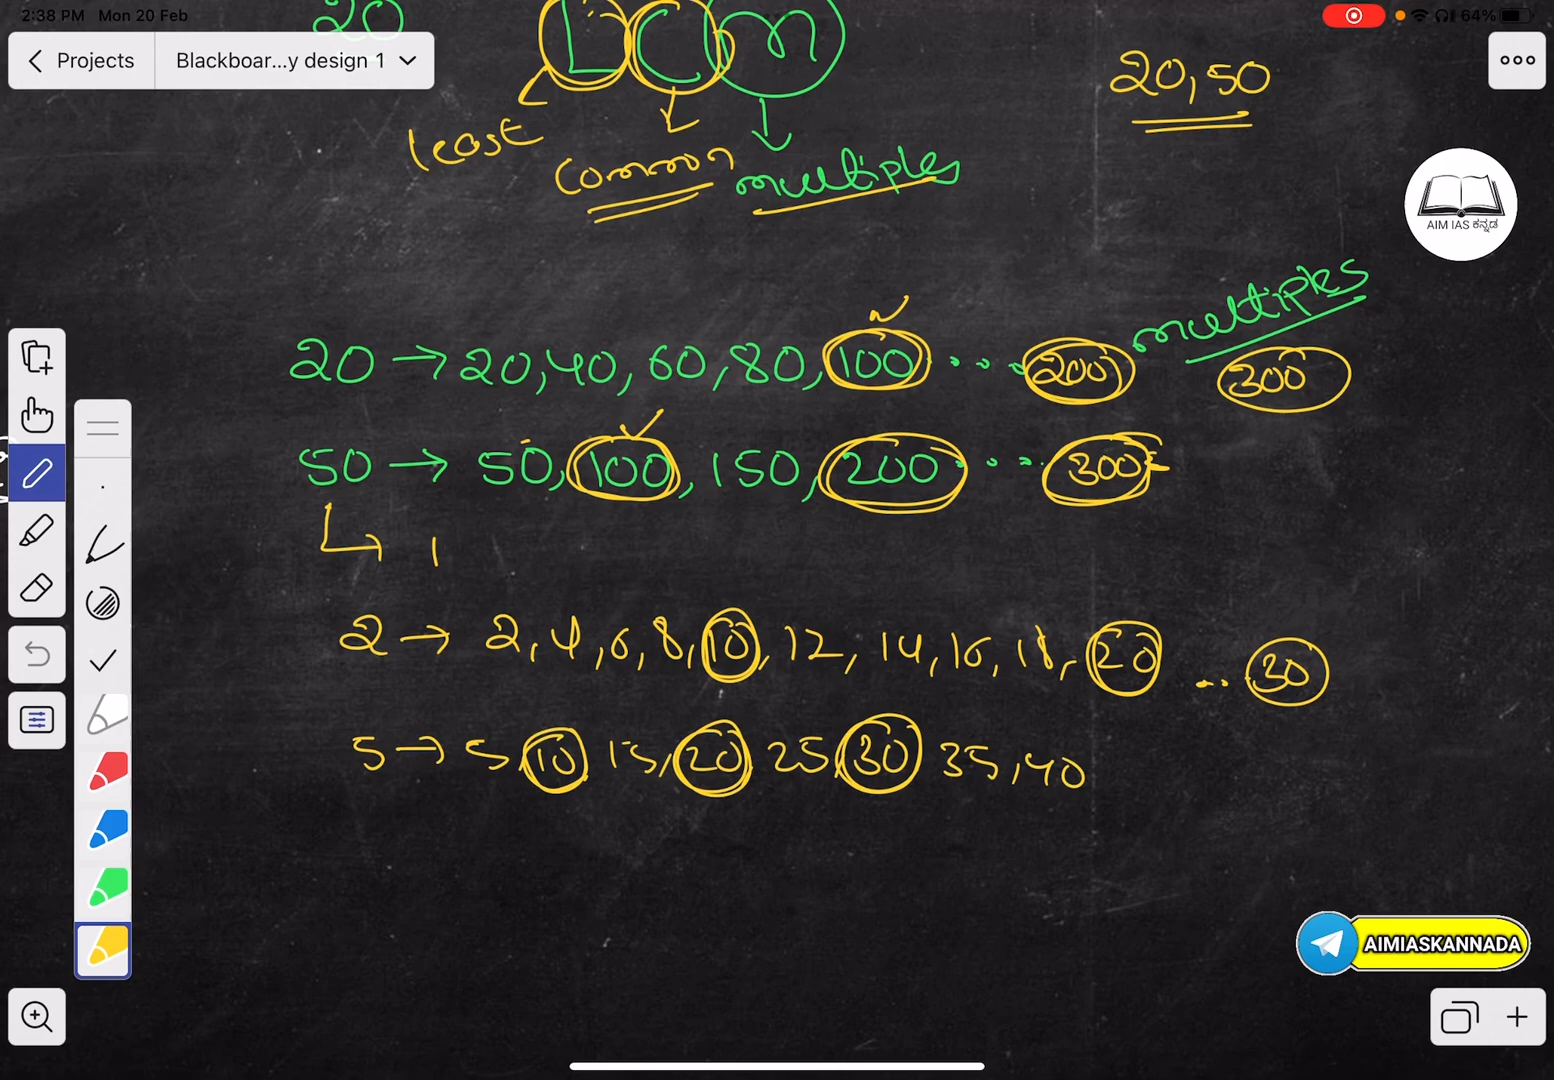 2:38 PM Mon 20 Feb
64%
Projects
Blackboar...y design 1
20
L C M
20,50
least
common
multiples
AIM IAS ಕನ್ನಡ
multiples
20 → 20, 40, 60, 80, 100 ... 200, 300
50 → 50, 100, 150, 200 ... 300
2 → 2, 4, 6, 8, 10, 12, 14, 16, 18, 20 .. 30
5 → 5, 10 15, 20 25, 30 35, 40
AIMIASKANNADA